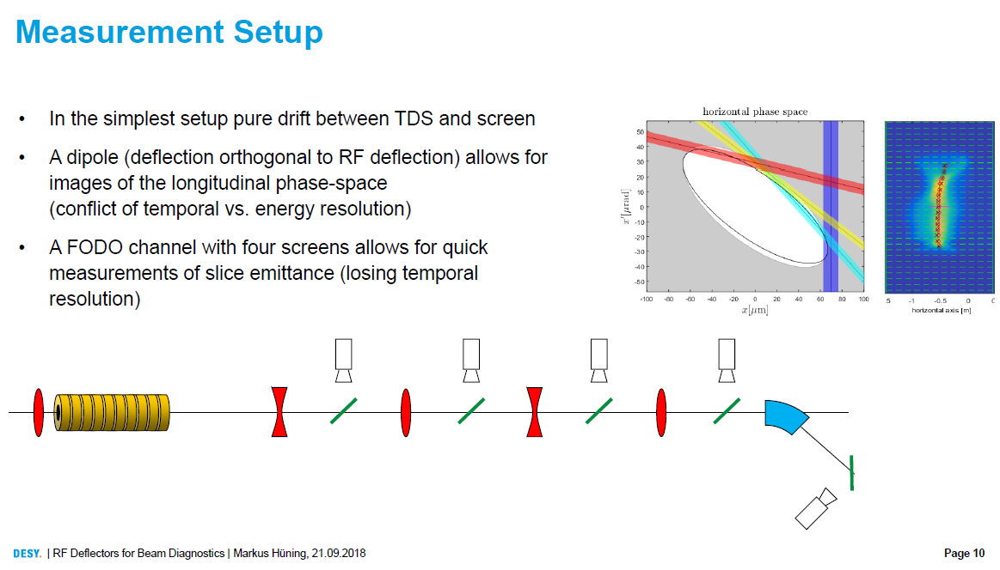 Measurement Setup
• In the simplest setup pure drift between TDS and screen
• A dipole (deflection orthogonal to RF deflection) allows for
images of the longitudinal phase-space
(conflict of temporal vs. energy resolution)
• A FODO channel with four screens allows for quick
measurements of slice emittance (losing temporal
resolution)
horizontal phase space
x'[μrad]
50
40
30
20
10
0
-10
-20
-30
-40
-50
-100 -80 -60 -40 -20 0 20 40 60 80 100
x[μm]
.5 -1 -0.5 0 0
horizontal axis [m]
DESY. | RF Deflectors for Beam Diagnostics | Markus Hüning, 21.09.2018
Page 10